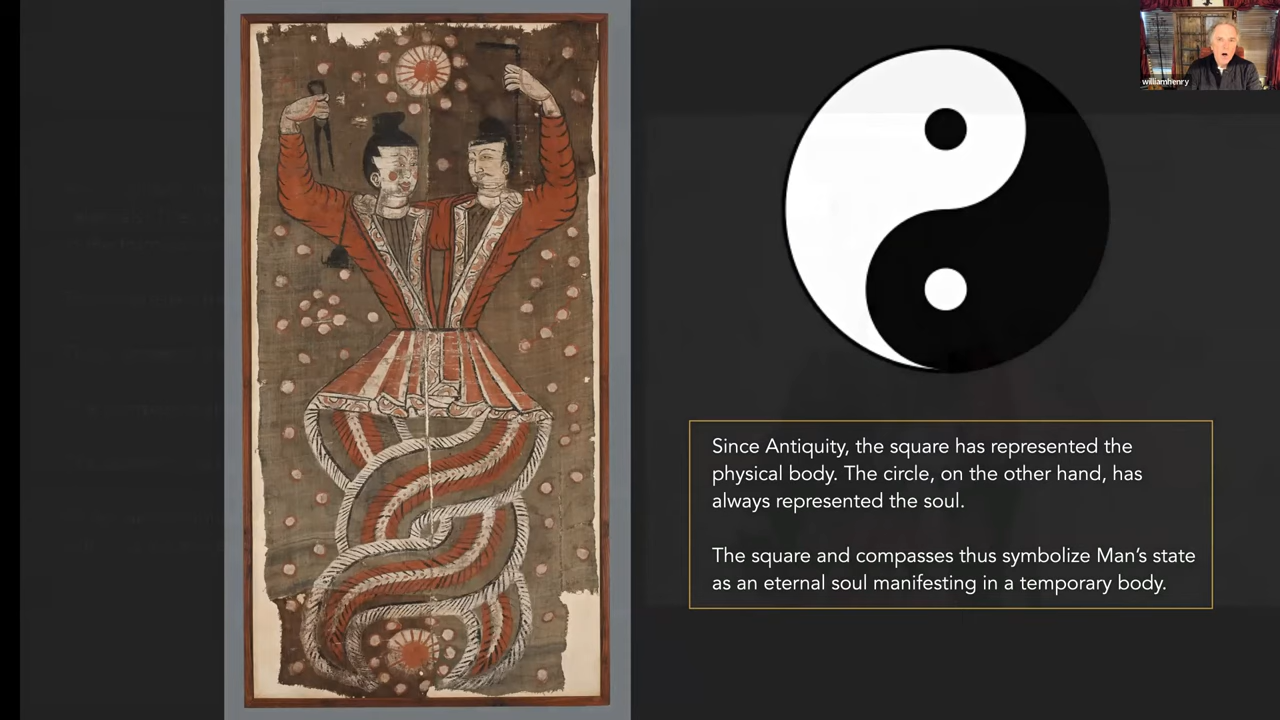 williamhenry
Since Antiquity, the square has represented the
physical body. The circle, on the other hand, has
always represented the soul.
The square and compasses thus symbolize Man’s state
as an eternal soul manifesting in a temporary body.